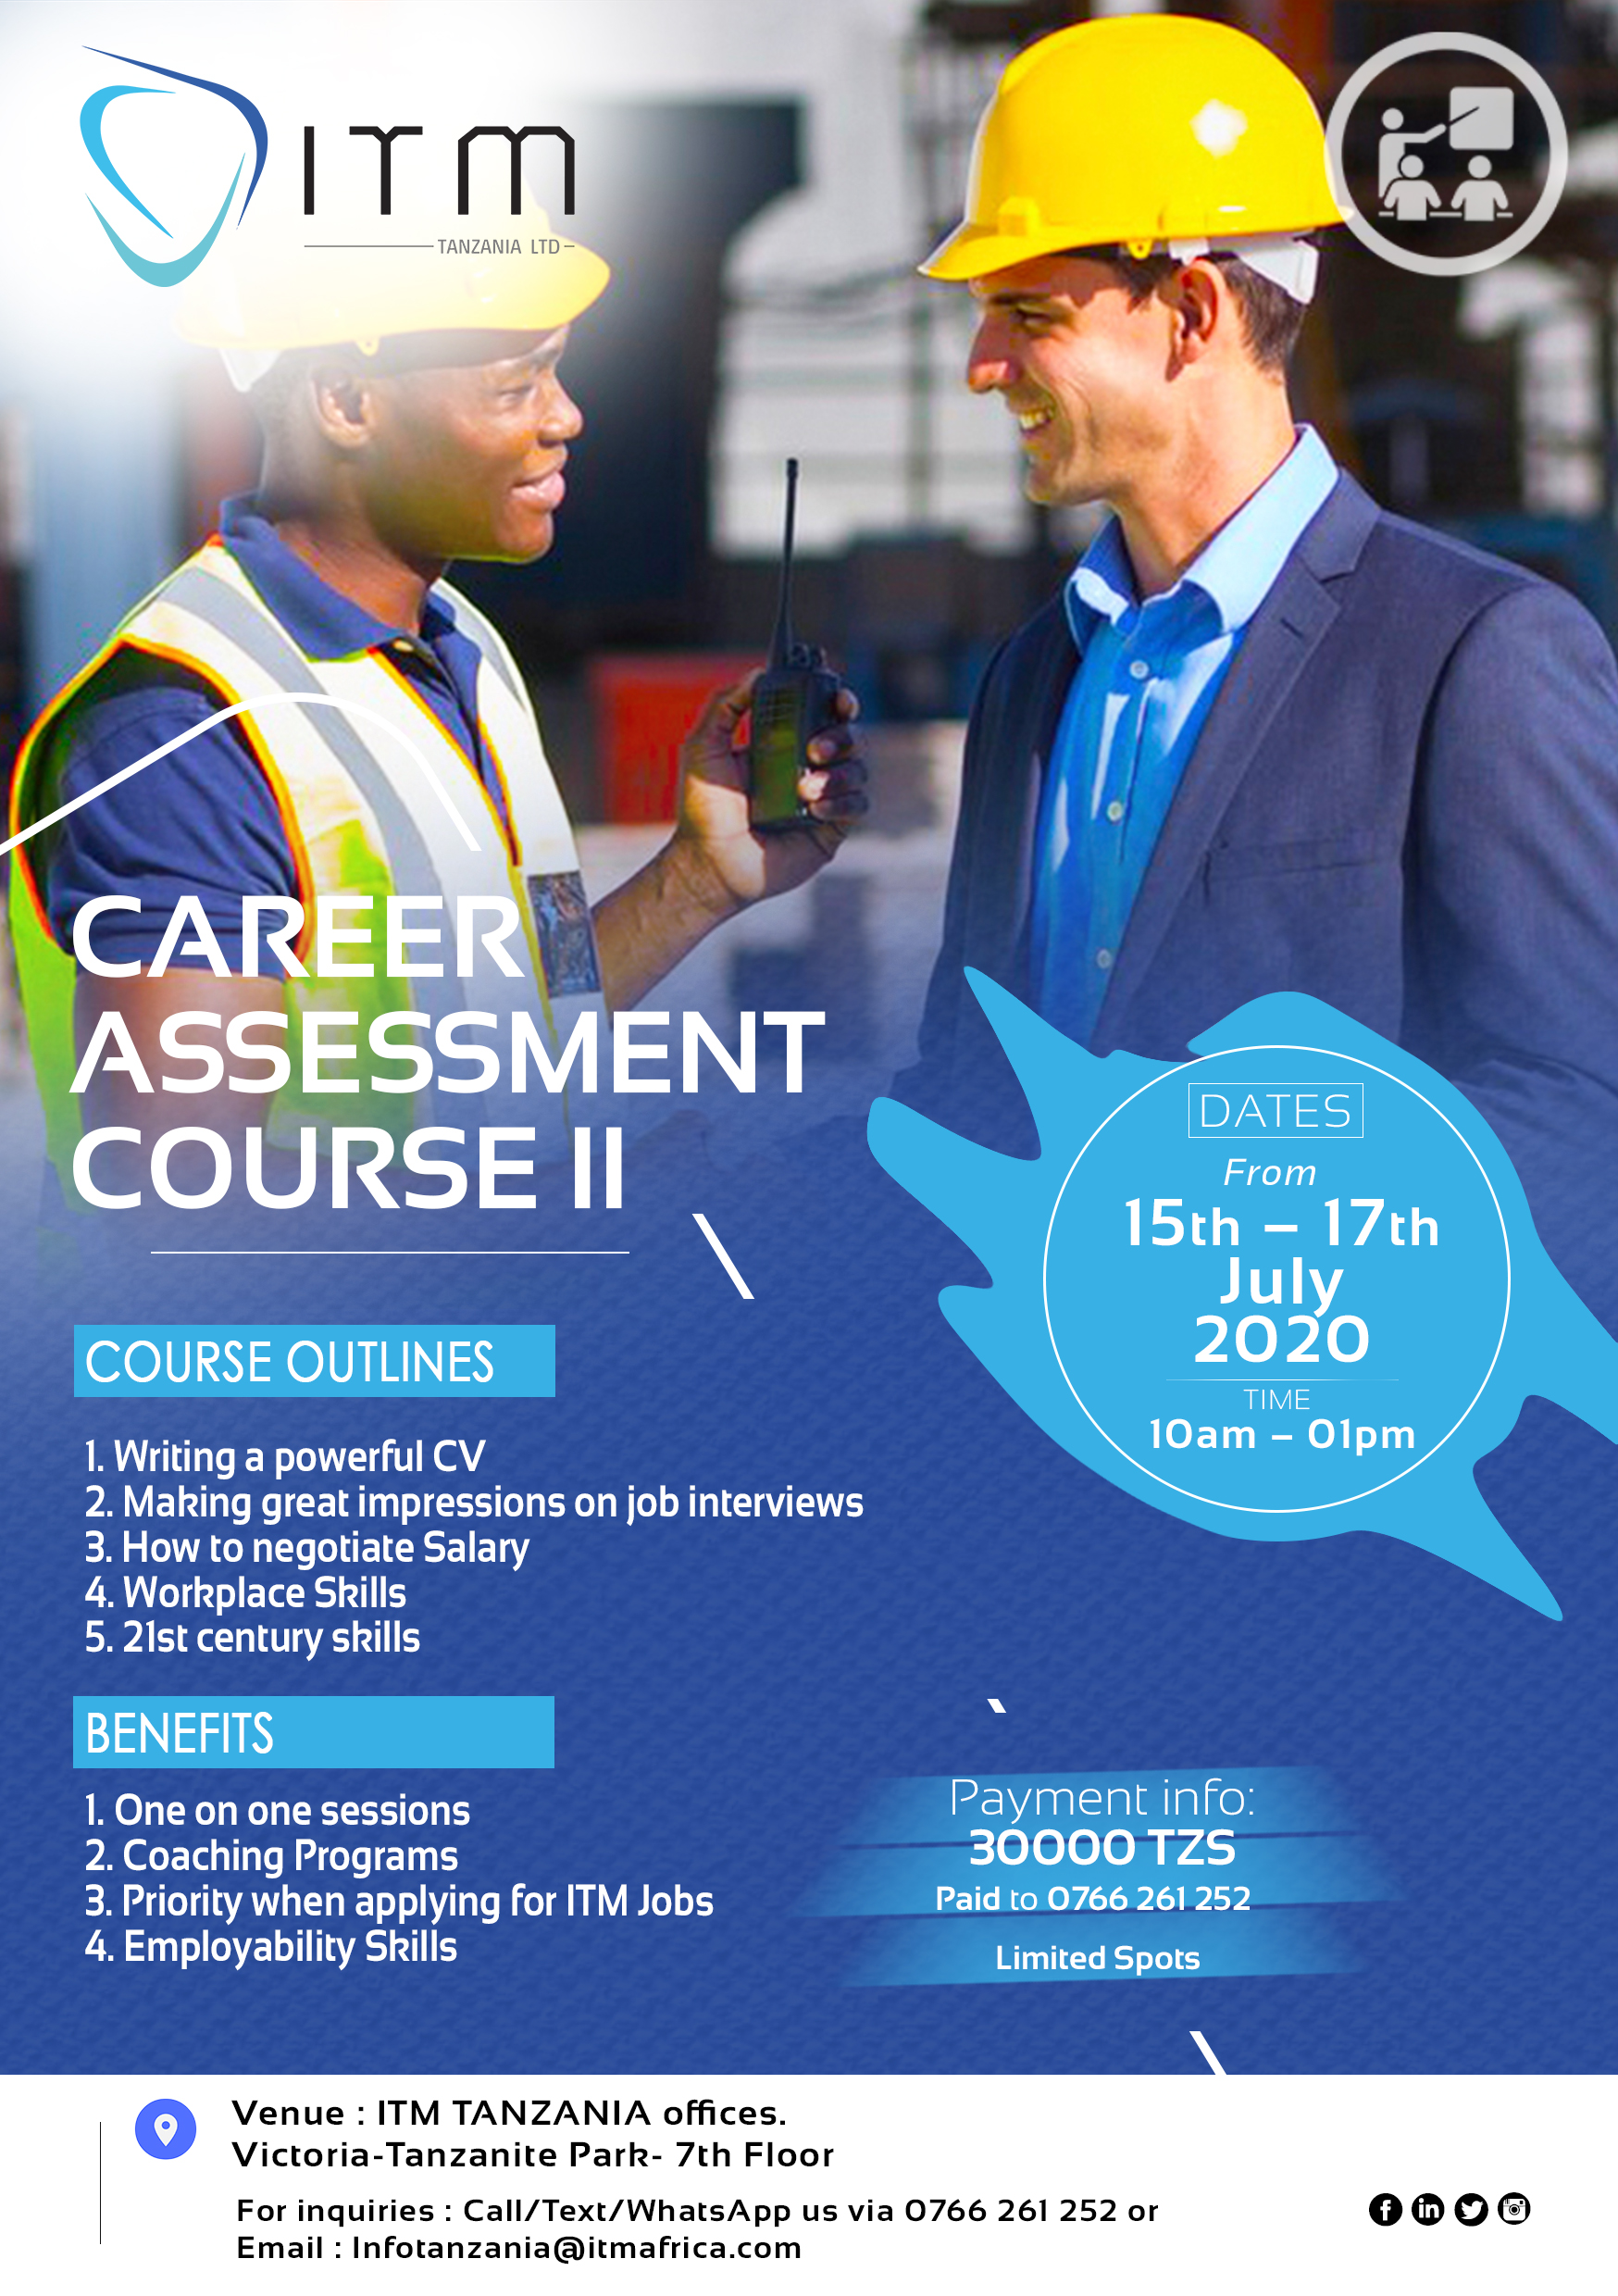 ITM
TANZANIA LTD
CAREER
ASSESSMENT
COURSE II
DATES
From
15th – 17th
July
2020
TIME
10am – 01pm
COURSE OUTLINES
1. Writing a powerful CV
2. Making great impressions on job interviews
3. How to negotiate Salary
4. Workplace Skills
5. 21st century skills
BENEFITS
1. One on one sessions
2. Coaching Programs
3. Priority when applying for ITM Jobs
4. Employability Skills
Payment info:
30000 TZS
Paid to 0766 261 252
Limited Spots
Venue : ITM TANZANIA offices.
Victoria-Tanzanite Park- 7th Floor
For inquiries : Call/Text/WhatsApp us via 0766 261 252 or
Email : Infotanzania@itmafrica.com